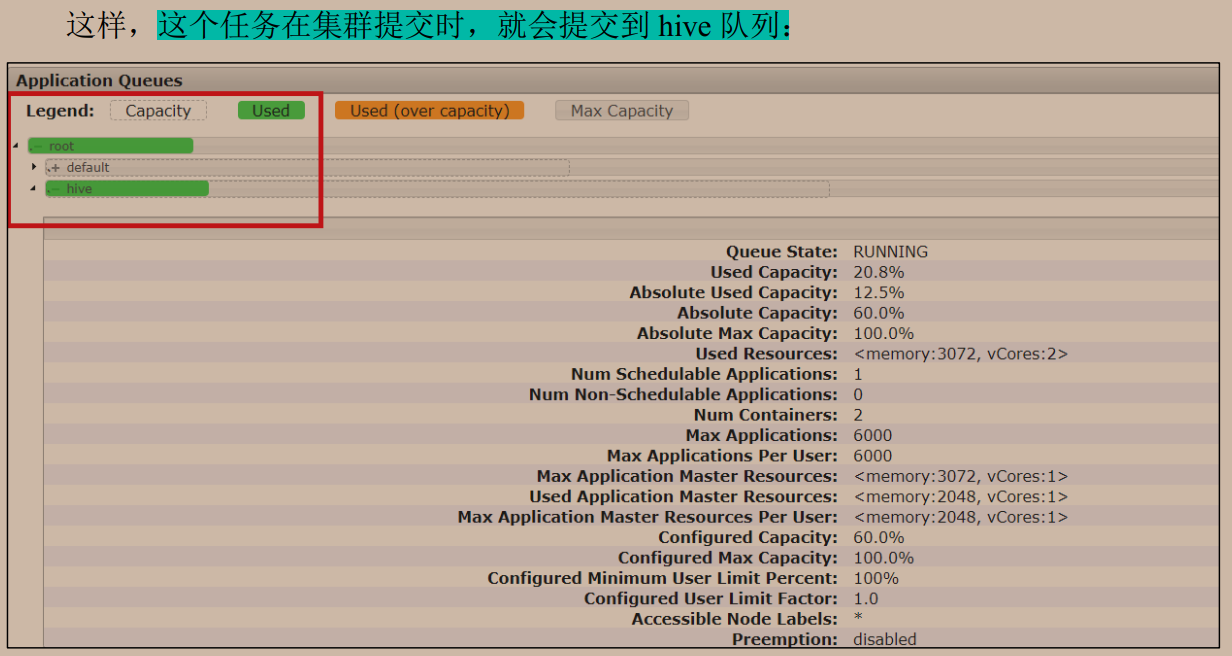 这样，这个任务在集群提交时，就会提交到 hive 队列：
Application Queues
Legend: Capacity Used Used (over capacity) Max Capacity
root
+ default
hive
Queue State: RUNNING
Used Capacity: 20.8%
Absolute Used Capacity: 12.5%
Absolute Capacity: 60.0%
Absolute Max Capacity: 100.0%
Used Resources: <memory:3072, vCores:2>
Num Schedulable Applications: 1
Num Non-Schedulable Applications: 0
Num Containers: 2
Max Applications: 6000
Max Applications Per User: 6000
Max Application Master Resources: <memory:3072, vCores:1>
Used Application Master Resources: <memory:2048, vCores:1>
Max Application Master Resources Per User: <memory:2048, vCores:1>
Configured Capacity: 60.0%
Configured Max Capacity: 100.0%
Configured Minimum User Limit Percent: 100%
Configured User Limit Factor: 1.0
Accessible Node Labels: *
Preemption: disabled